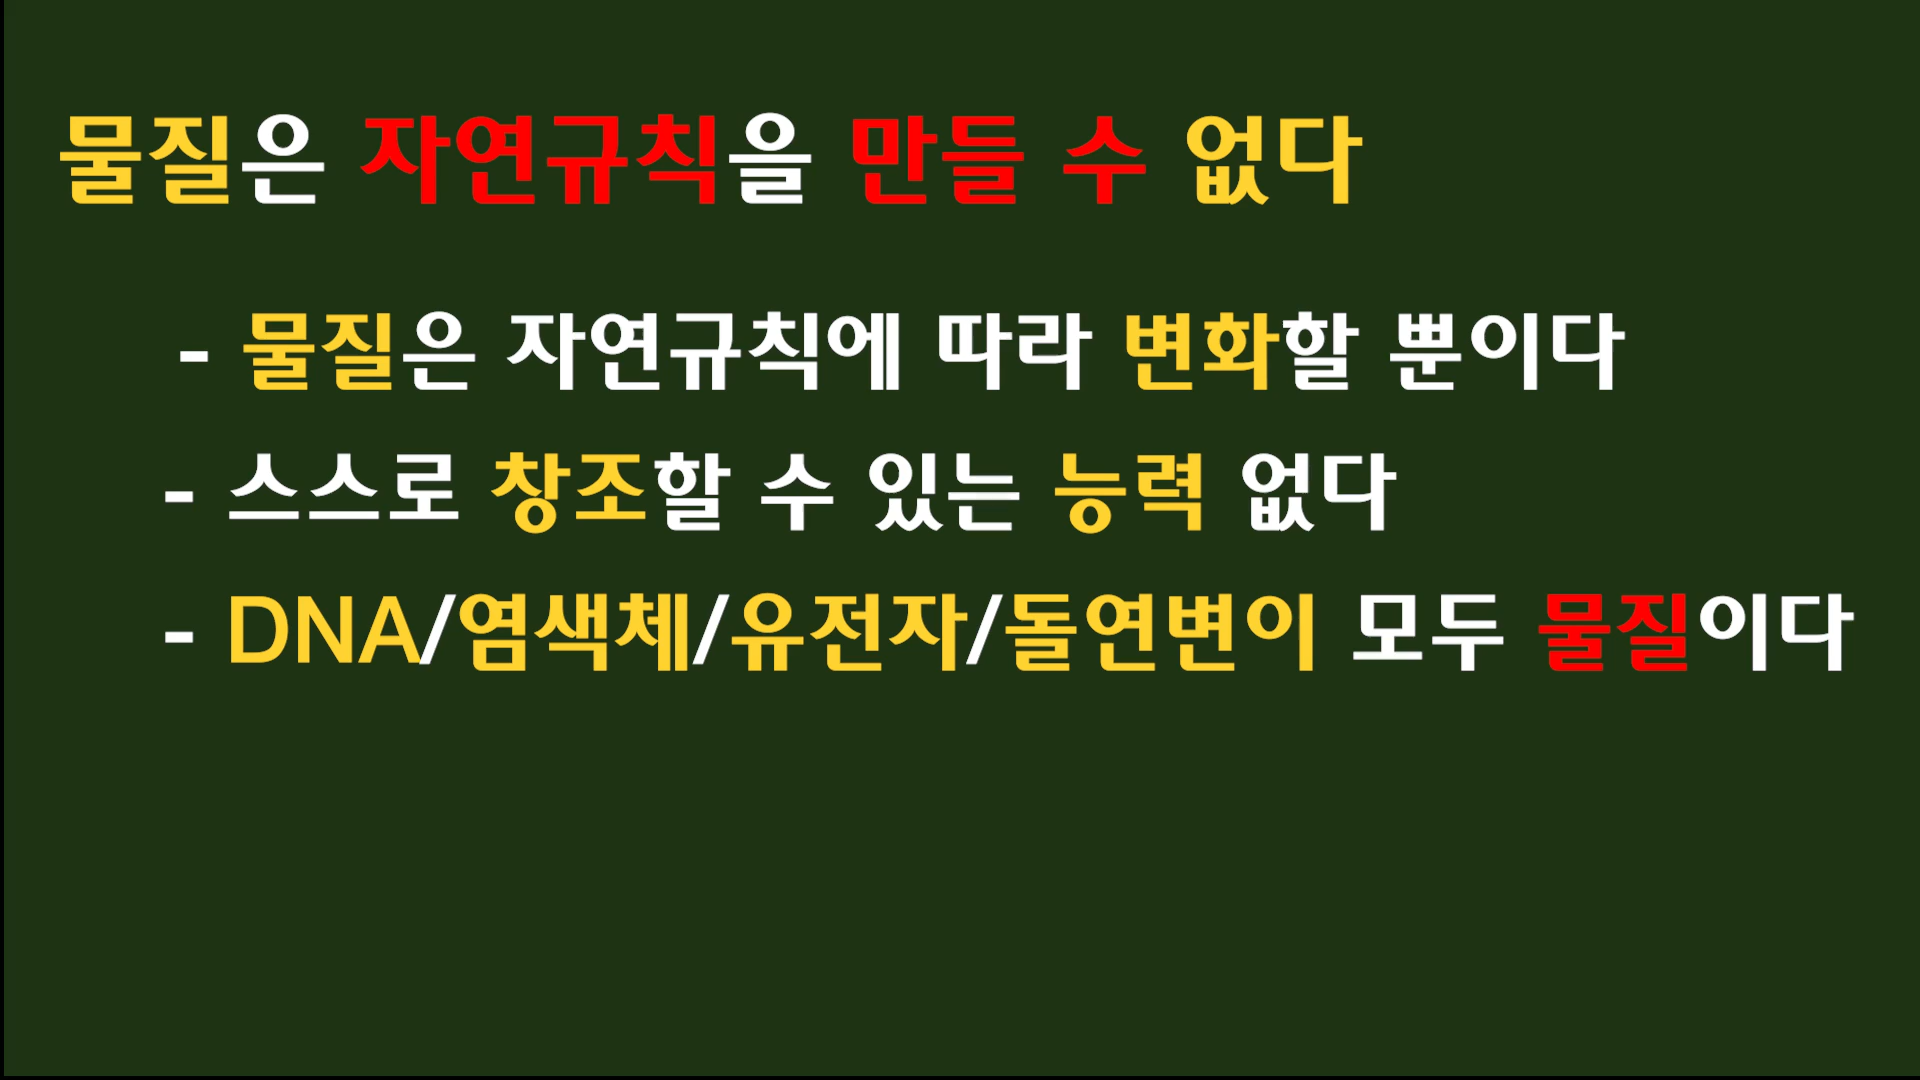 물질은 자연규칙을 만들 수 없다
- 물질은 자연규칙에 따라 변화할 뿐이다
- 스스로 창조할 수 있는 능력 없다
- DNA/염색체/유전자/돌연변이 모두 물질이다